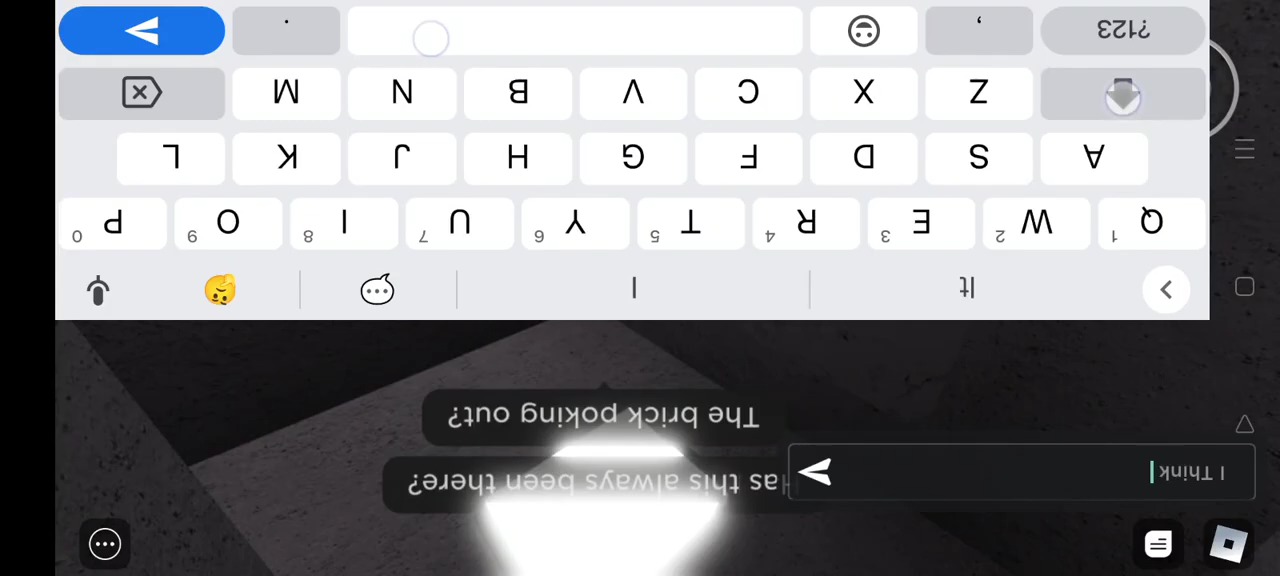 I Think
Has this always been there?
The brick poking out?
It I
Q 1 W 2 E 3 R 4 T 5 Y 6 U 7 I 8 O 9 P 0
A S D F G H J K L
Z X C V B N M
?123 , .